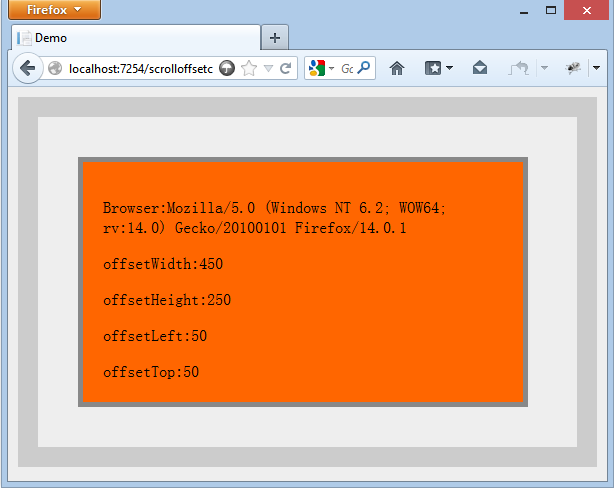 Firefox
Demo
localhost:7254/scrolloffsetc
Gc
Browser:Mozilla/5.0 (Windows NT 6.2; WOW64;
rv:14.0) Gecko/20100101 Firefox/14.0.1
offsetWidth:450
offsetHeight:250
offsetLeft:50
offsetTop:50